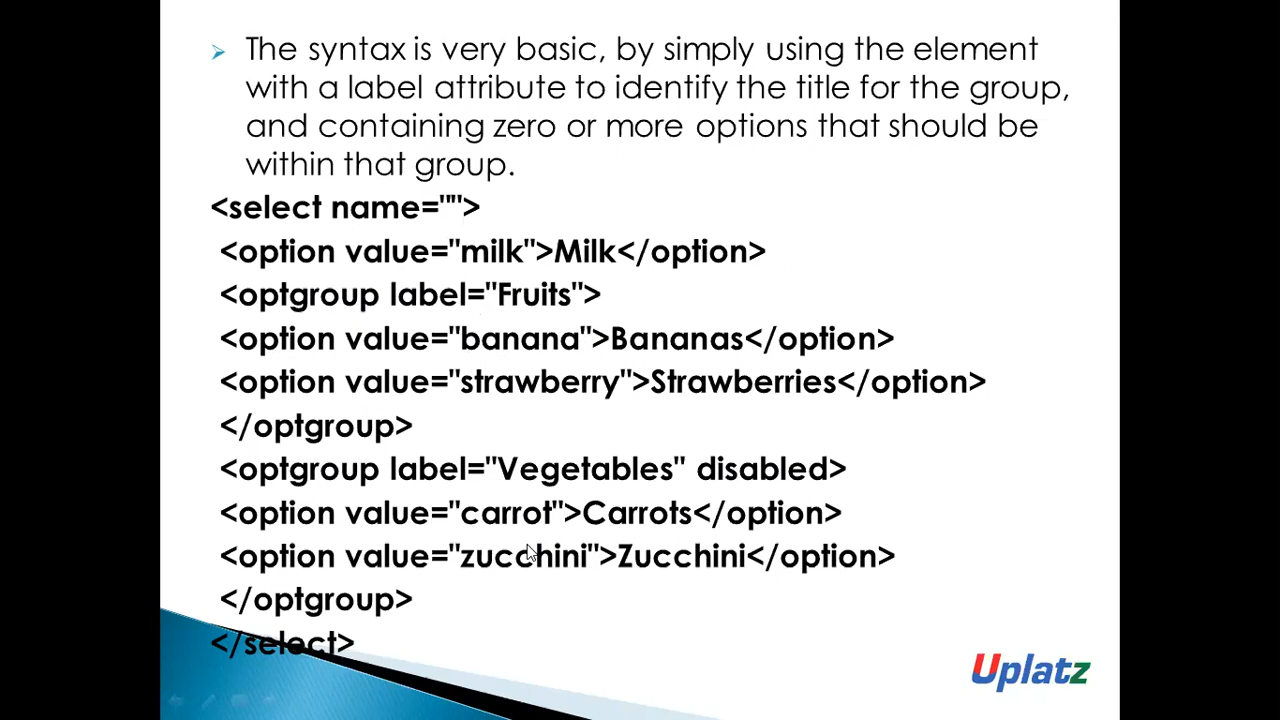 The syntax is very basic, by simply using the element
with a label attribute to identify the title for the group,
and containing zero or more options that should be
within that group.
<select name="">
<option value="milk">Milk</option>
<optgroup label="Fruits">
<option value="banana">Bananas</option>
<option value="strawberry">Strawberries</option>
</optgroup>
<optgroup label="Vegetables" disabled>
<option value="carrot">Carrots</option>
<option value="zucchini">Zucchini</option>
</optgroup>
</select>
Uplatz